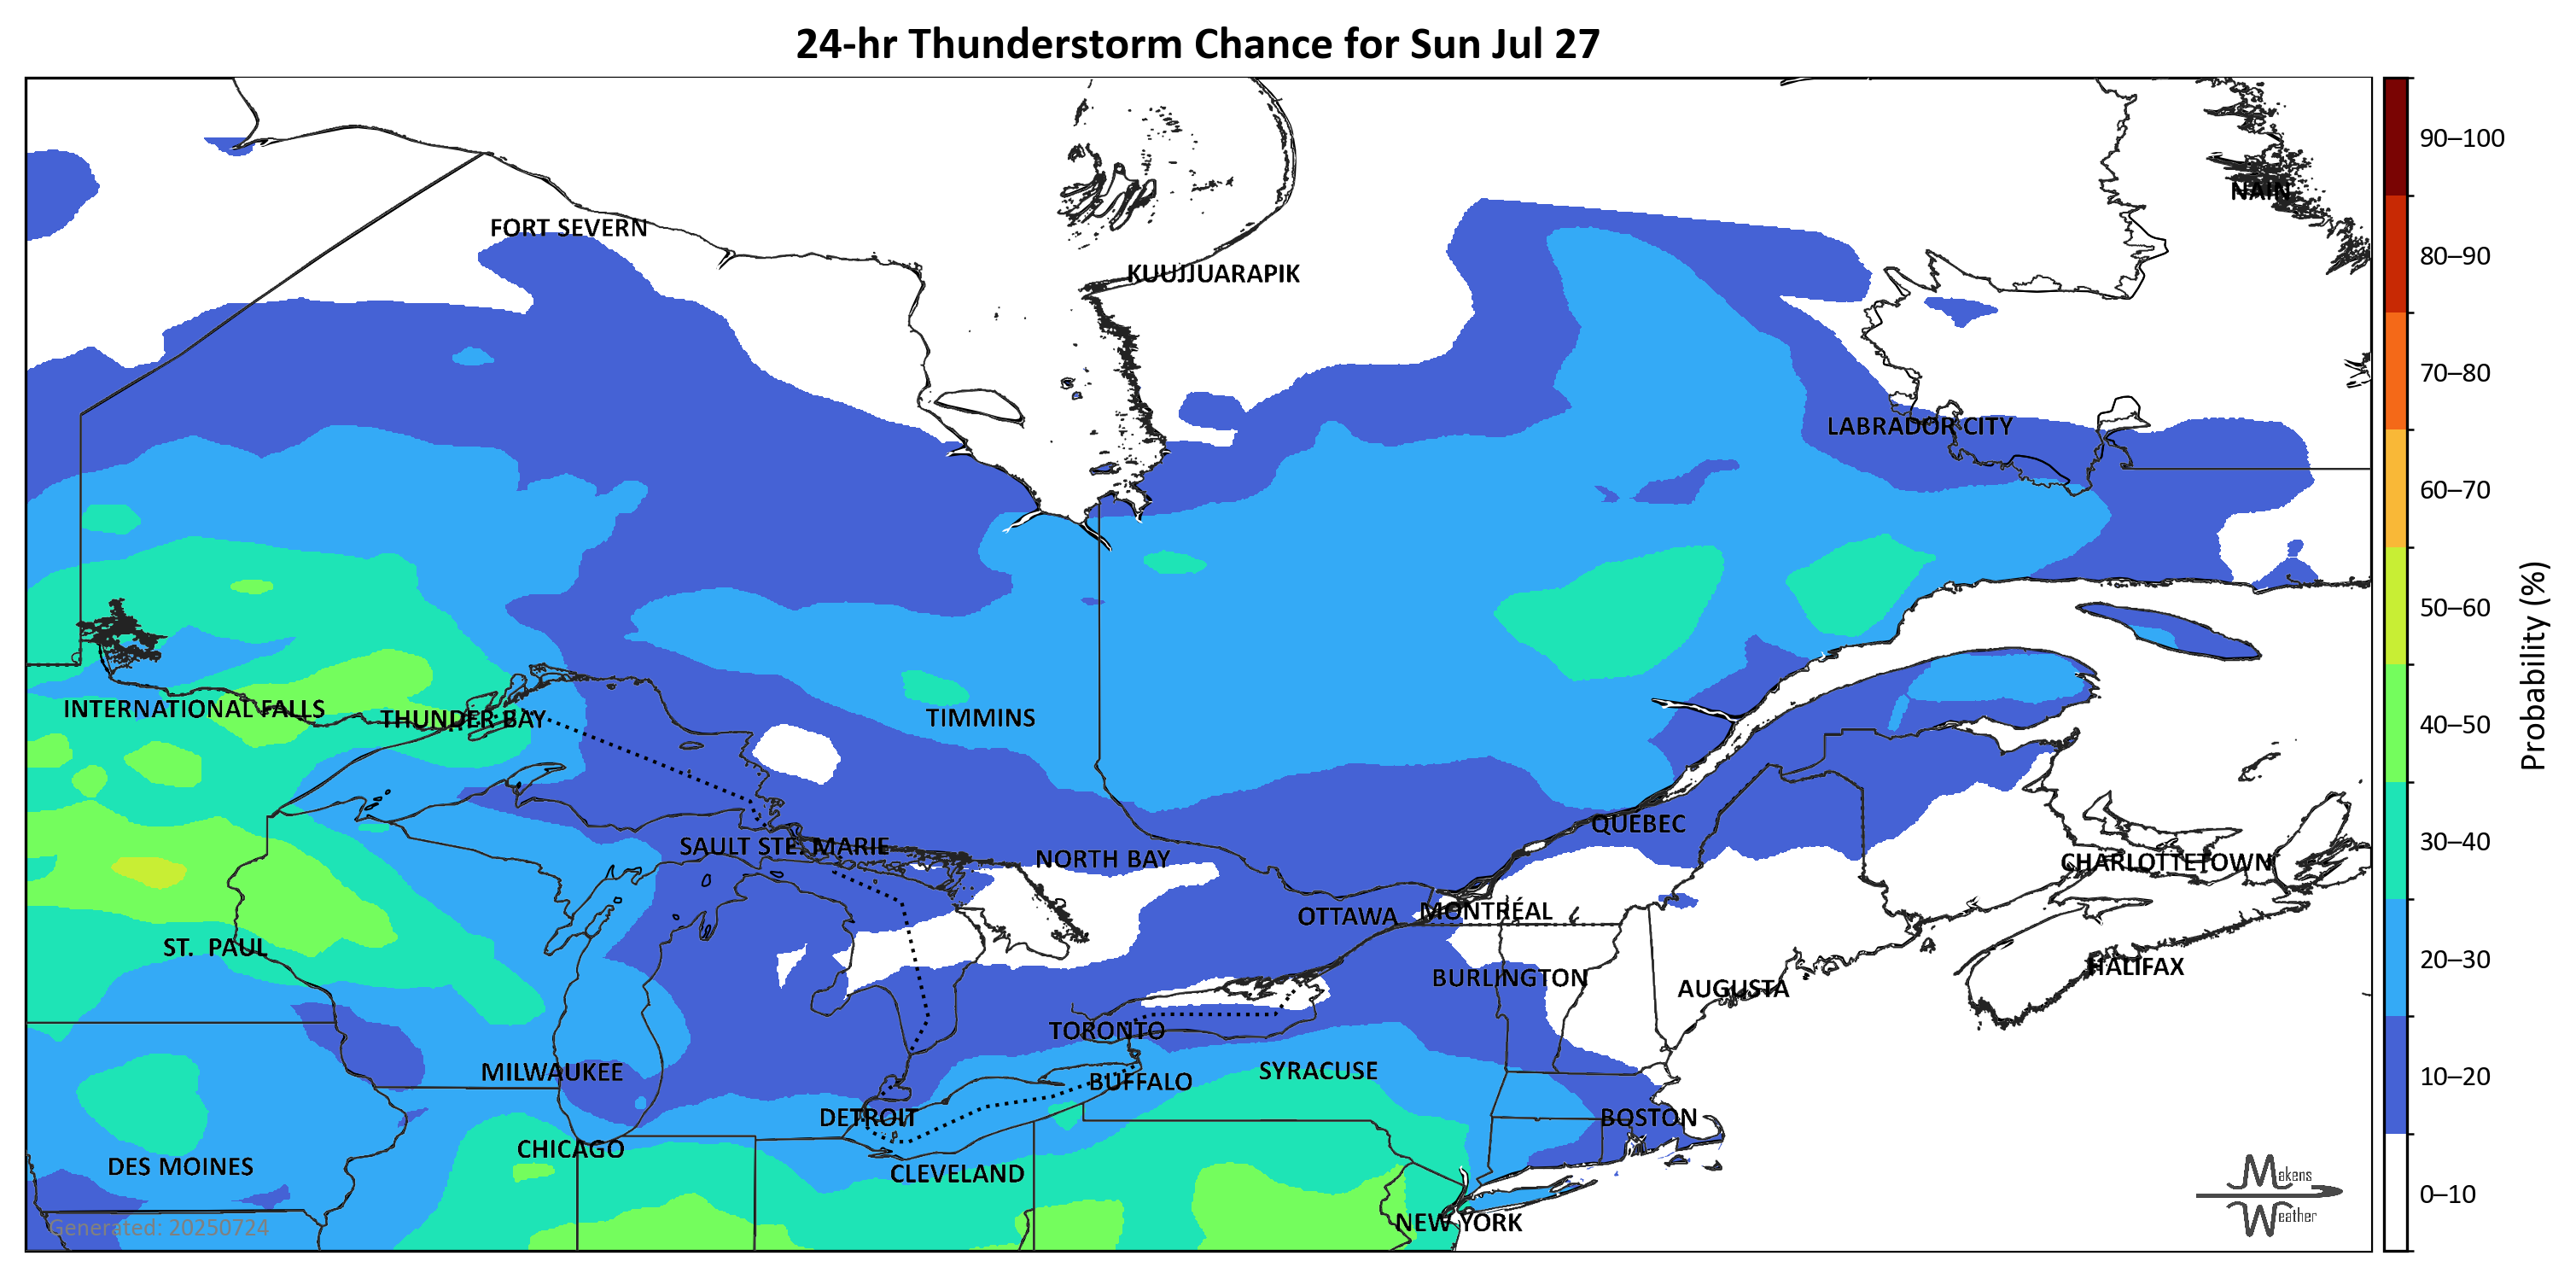 24-hr Thunderstorm Chance for Sun Jul 27
90–100
NAIN
FORT SEVERN
80–90
KUUJJUARAPIK
70–80
LABRADOR CITY
60–70
50–60
INTERNATIONAL FALLS
THUNDER BAY
TIMMINS
40–50
Probability (%)
QUEBEC
SAULT STE. MARIE
NORTH BAY
CHARLOTTETOWN
30–40
OTTAWA
MONTRÉAL
ST. PAUL
HALIFAX
20–30
BURLINGTON
AUGUSTA
TORONTO
MILWAUKEE
SYRACUSE
BUFFALO
10–20
DETROIT
BOSTON
CHICAGO
DES MOINES
CLEVELAND
Makens
Weather
0–10
NEW YORK
Generated: 20250724